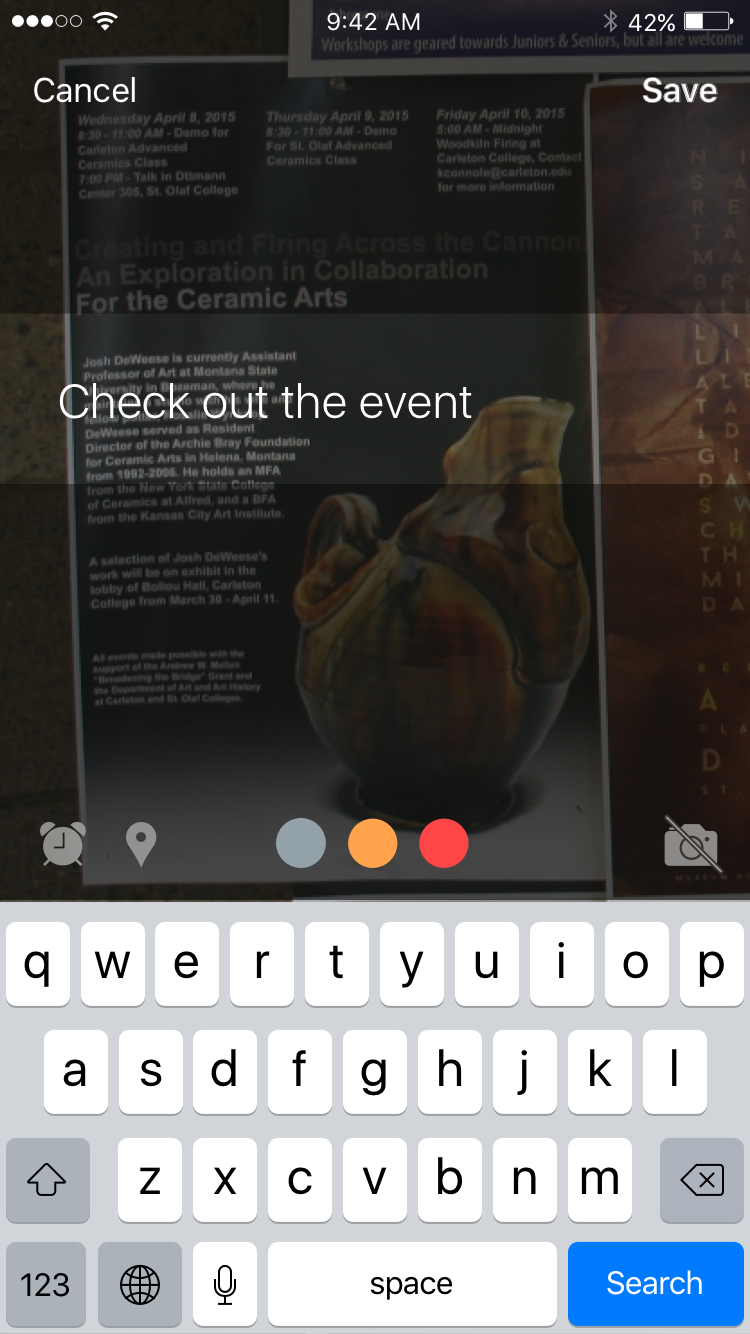 9:42 AM
42%
Workshops are geared towards Juniors & Seniors, but all are welcome
Cancel
Save
Wednesday April 8, 2015
8:30 - 11:00 AM - Demo for
Carleton Advanced
Ceramics Class
7:00 PM - Talk in Dittmann
Center 305, St. Olaf College
Thursday April 9, 2015
8:30 - 11:00 AM - Demo
For St. Olaf Advanced
Ceramics Class
Friday April 10, 2015
5:00 AM - Midnight
Woodkiln Firing at
Carleton College, Contact
kconnole@carleton.edu
for more information
Creating and Firing Across the Cannon:
An Exploration in Collaboration
For the Ceramic Arts
Josh DeWeese is currently Assistant
Professor of Art at Montana State
University in Bozeman, where he
Check out the event
DeWeese served as Resident
Director of the Archie Bray Foundation
for Ceramic Arts in Helena, Montana
from 1992-2006. He holds an MFA
from the New York State College
of Ceramics at Alfred, and a BFA
from the Kansas City Art Institute.
A selection of Josh DeWeese's
work will be on exhibit in the
lobby of Boliou Hall, Carleton
College from March 30 - April 11.
All events made possible with the
support of the Andrew W. Mellon
"Broadening the Bridge" Grant and
the Department of Art and Art History
at Carleton and St. Olaf Colleges.
q w e r t y u i o p
a s d f g h j k l
z x c v b n m
123
space
Search